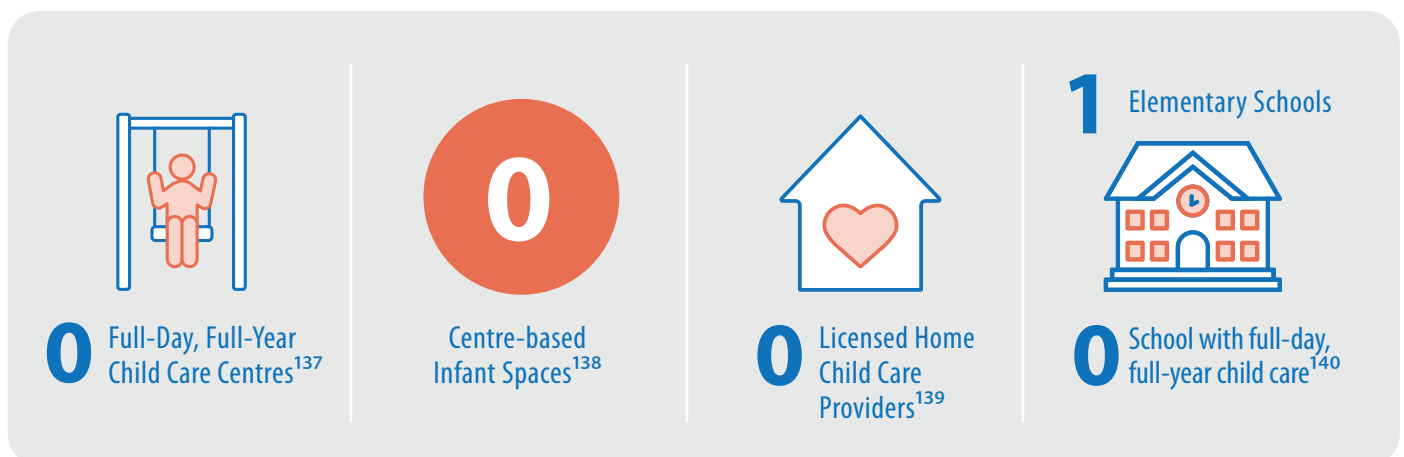 0 Full-Day, Full-Year
Child Care Centres137
0
Centre-based
Infant Spaces138
0 Licensed Home
Child Care
Providers139
1 Elementary Schools
0 School with full-day,
full-year child care140